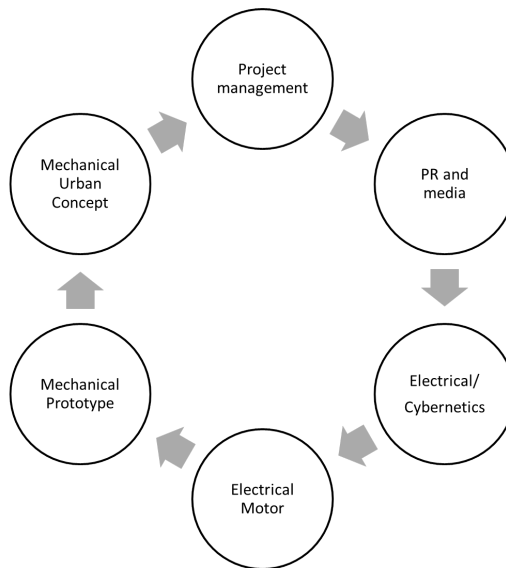 Project
management
PR and
media
Electrical/
Cybernetics
Electrical
Motor
Mechanical
Prototype
Mechanical
Urban
Concept